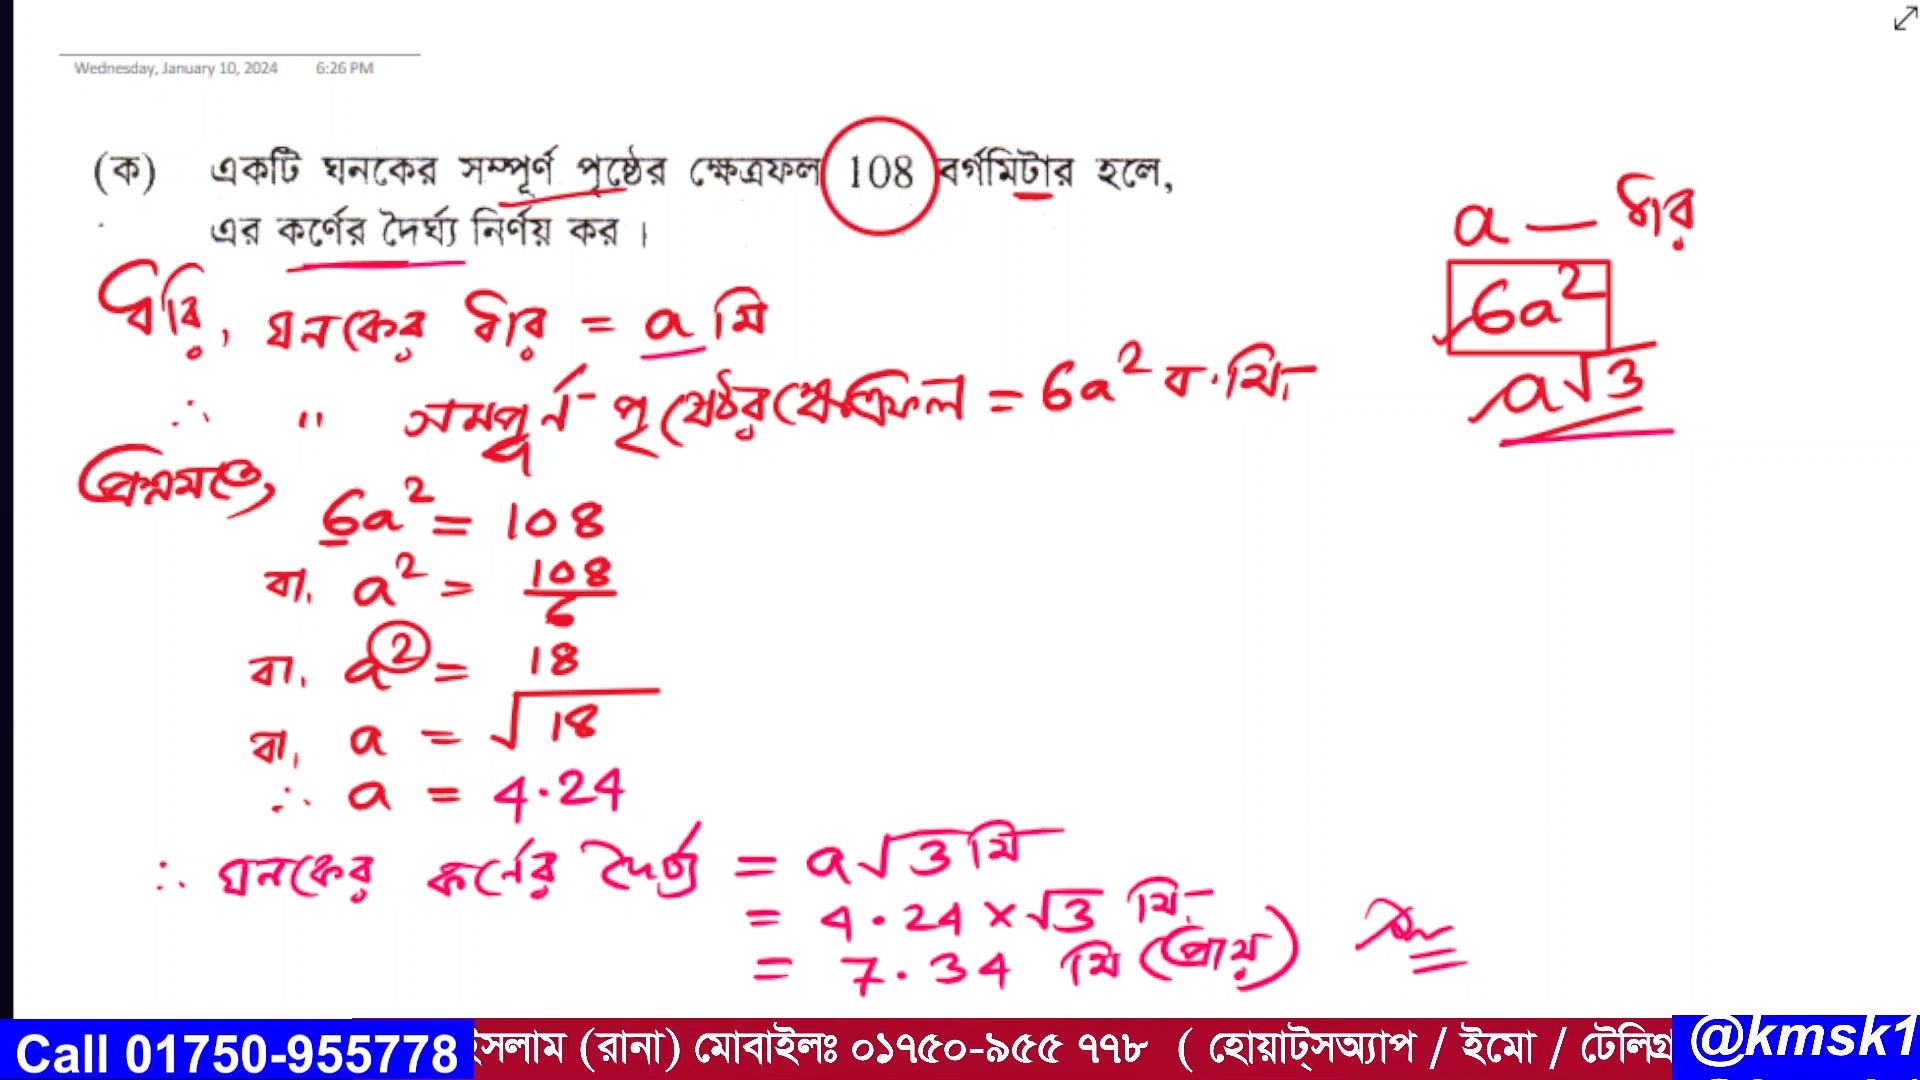 Wednesday, January 10, 2024 6:26 PM
(ক) একটি ঘনকের সম্পূর্ণ পৃষ্ঠের ক্ষেত্রফল 108 বর্গমিটার হলে,
এর কর্ণের দৈর্ঘ্য নির্ণয় কর।
a — ধার
6a²
a√3
ধরি, ঘনকের ধার = a মি
∴ " সম্পূর্ণ পৃষ্ঠের ক্ষেত্রফল = 6a² ব.মি
প্রশ্নমতে,
6a² = 108
বা, a² = 108/6
বা, a² = 18
বা, a = √18
∴ a = 4.24
∴ ঘনকের কর্ণের দৈর্ঘ্য = a√3 মি
= 4.24 × √3 মি
= 7.34 মি (প্রায়)
Call 01750-955778
ইসলাম (রানা) মোবাইলঃ ০১৭৫০-৯৫৫ ৭৭৮ ( হোয়াট্সঅ্যাপ / ইমো / টেলিগ্র
@kmsk1